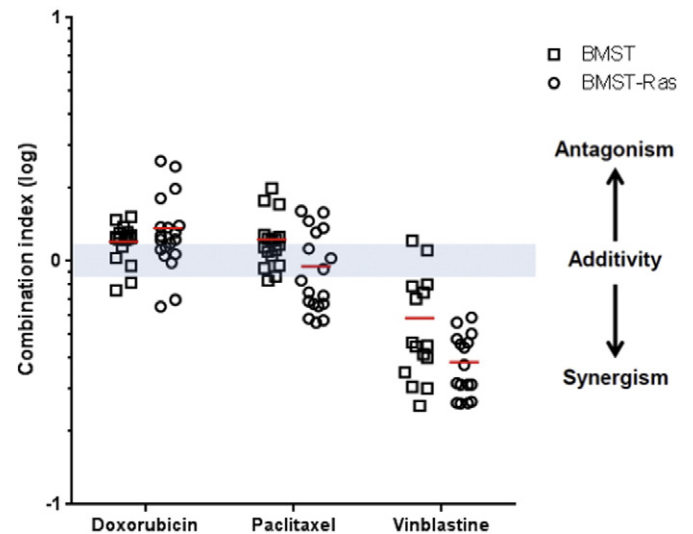 1
BMST
BMST-Ras
Antagonism
Combination index (log)
0
Additivity
Synergism
-1
Doxorubicin
Paclitaxel
Vinblastine